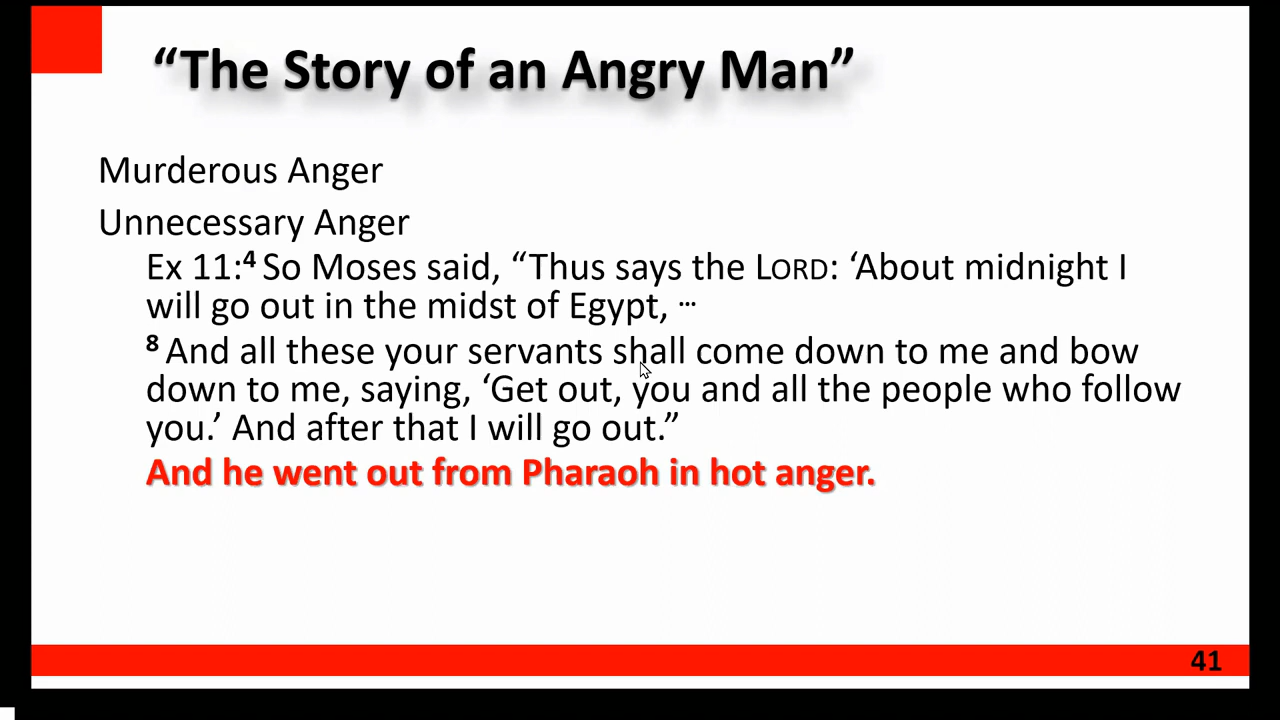 “The Story of an Angry Man”
Murderous Anger
Unnecessary Anger
Ex 11:⁴ So Moses said, “Thus says the LORD: ‘About midnight I
will go out in the midst of Egypt, ...
⁸ And all these your servants shall come down to me and bow
down to me, saying, ‘Get out, you and all the people who follow
you.’ And after that I will go out.”
And he went out from Pharaoh in hot anger.
41